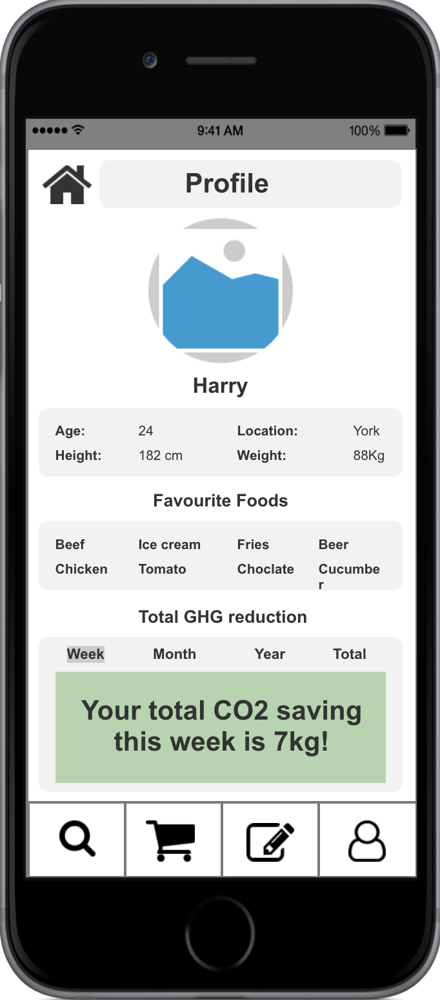 9:41 AM 100%
Profile
Harry
Age: 24 Location: York
Height: 182 cm Weight: 88Kg
Favourite Foods
Beef Ice cream Fries Beer
Chicken Tomato Choclate Cucumbe
r
Total GHG reduction
Week Month Year Total
Your total CO2 saving
this week is 7kg!